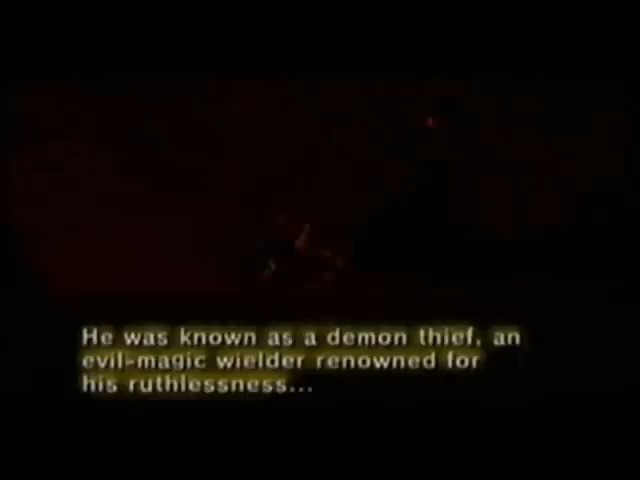 He was known as a demon thief, an
evil-magic wielder renowned for
his ruthlessness...